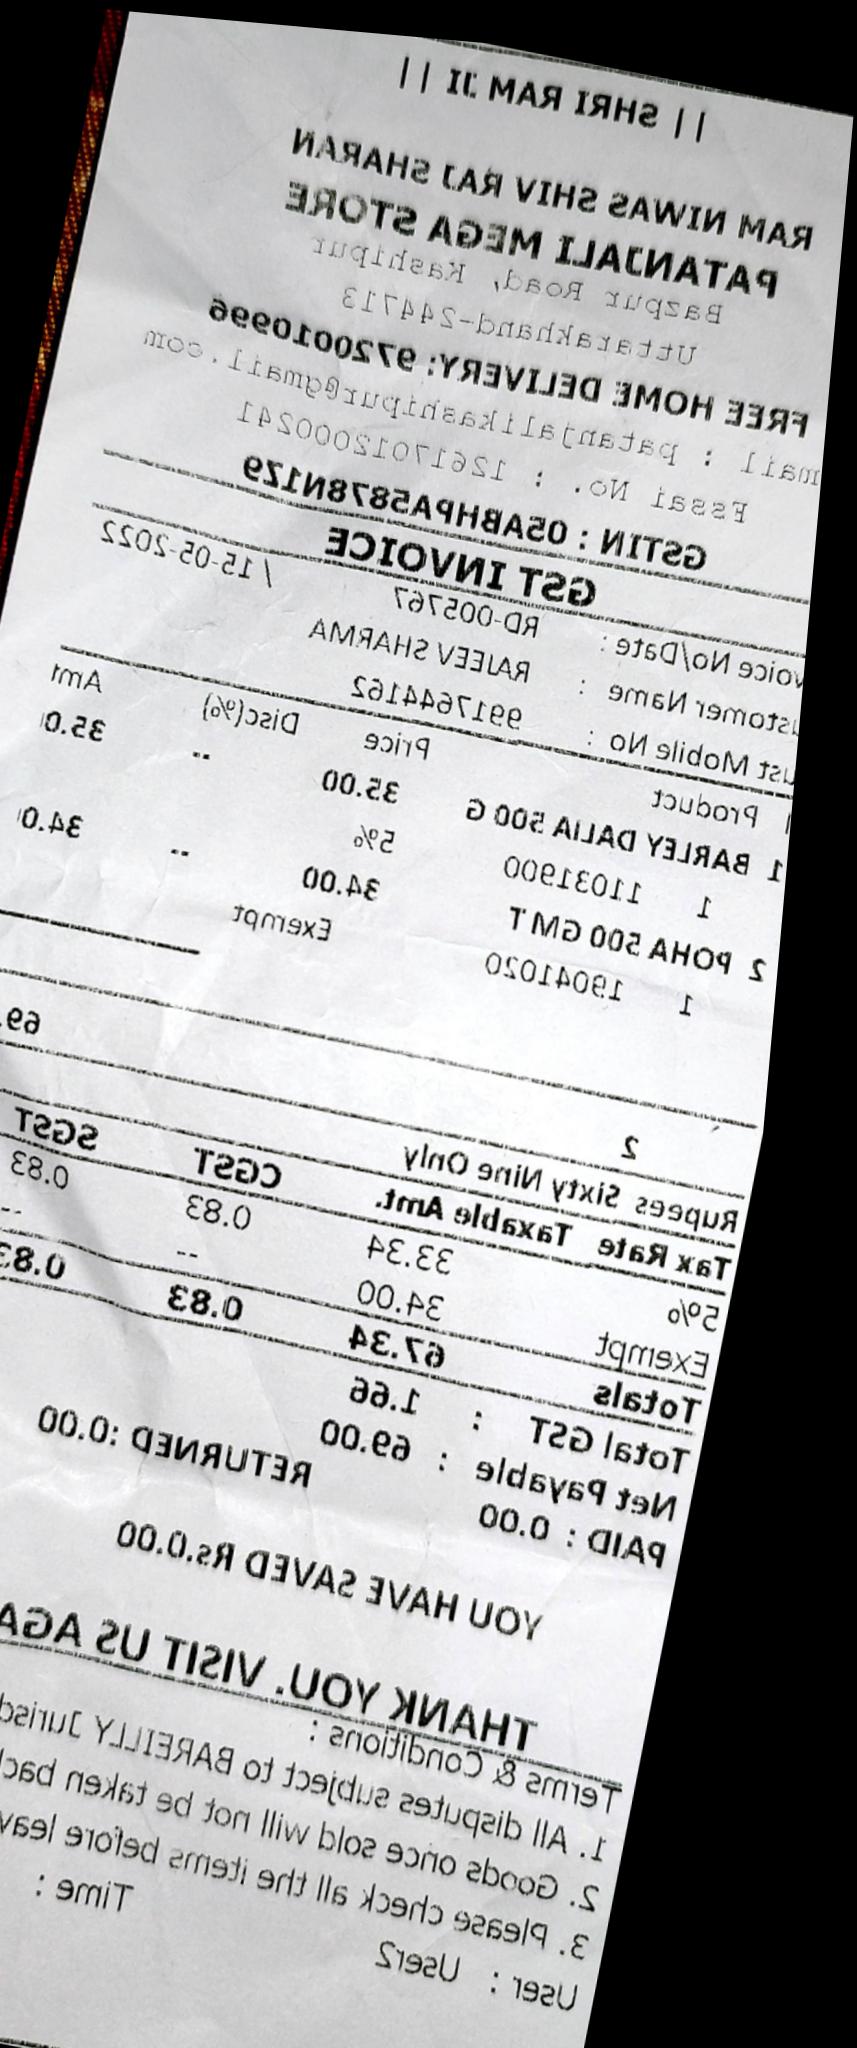 || SHRI RAM JI ||
RAM NIWAS SHIV RAJ SHARAN
PATANJALI MEGA STORE
Bazpur Road, Kashipur
Uttarakhand-244713
FREE HOME DELIVERY: 9720010996
mail : patanjalikashipur@gmail.com
Fssai No. : 12617012000241
GSTIN : 05ABHPA5878N1Z9
GST INVOICE
voice No/Date : RD-005767 / 15-05-2022
ustomer Name : RAJEEV SHARMA
ust Mobile No : 9917644162
Product Price Disc(%) Amt
1 BARLEY DALIA 500 G 35.00 -- 35.0
1 11031900 5%
2 POHA 500 GM T 34.00 -- 34.0
1 19041020 Exempt
2 69.
Rupees Sixty Nine Only
Tax Rate Taxable Amt. CGST SGST
5% 33.34 0.83 0.83
Exempt 34.00 -- --
Totals 67.34 0.83 0.83
Total GST : 1.66
Net Payable : 69.00
PAID : 0.00 RETURNED :0.00
YOU HAVE SAVED Rs.0.00
THANK YOU. VISIT US AGA
Terms & Conditions :
1. All disputes subject to BAREILLY Jurisd
2. Goods once sold will not be taken back
3. Please check all the items before leav
User : User2 Time :